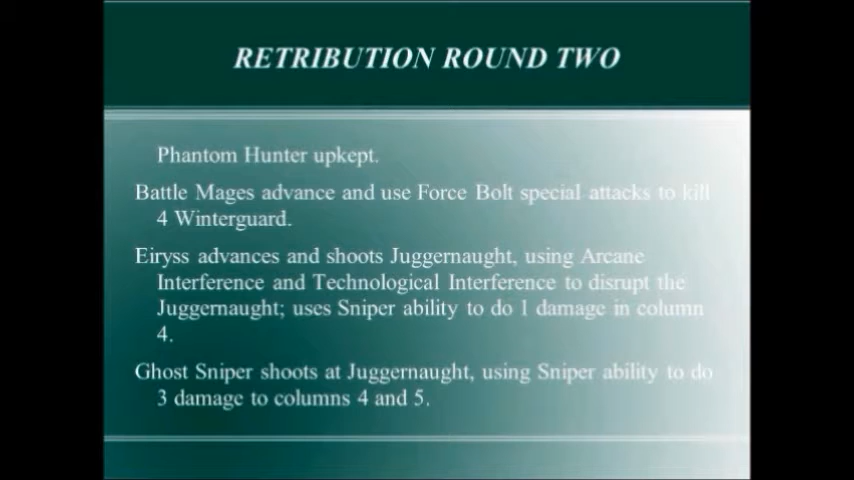 RETRIBUTION ROUND TWO
Phantom Hunter upkept.
Battle Mages advance and use Force Bolt special attacks to kill
4 Winterguard.
Eiryss advances and shoots Juggernaught, using Arcane
Interference and Technological Interference to disrupt the
Juggernaught; uses Sniper ability to do 1 damage in column
4.
Ghost Sniper shoots at Juggernaught, using Sniper ability to do
3 damage to columns 4 and 5.